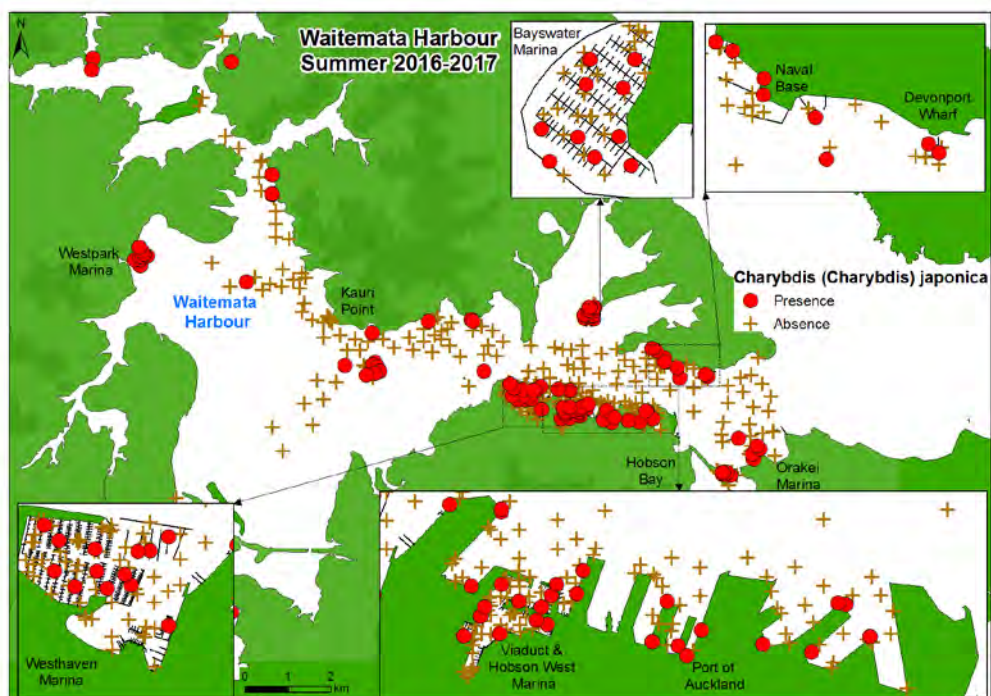 N
Waitemata Harbour
Summer 2016-2017
Bayswater
Marina
Naval
Base
Devonport
Wharf
Westpark
Marina
Waitemata
Harbour
Kauri
Point
Charybdis (Charybdis) japonica
Presence
Absence
Hobson
Bay
Orakei
Marina
Westhaven
Marina
0 1 2
km
Viaduct &
Hobson West
Marina
Port of
Auckland